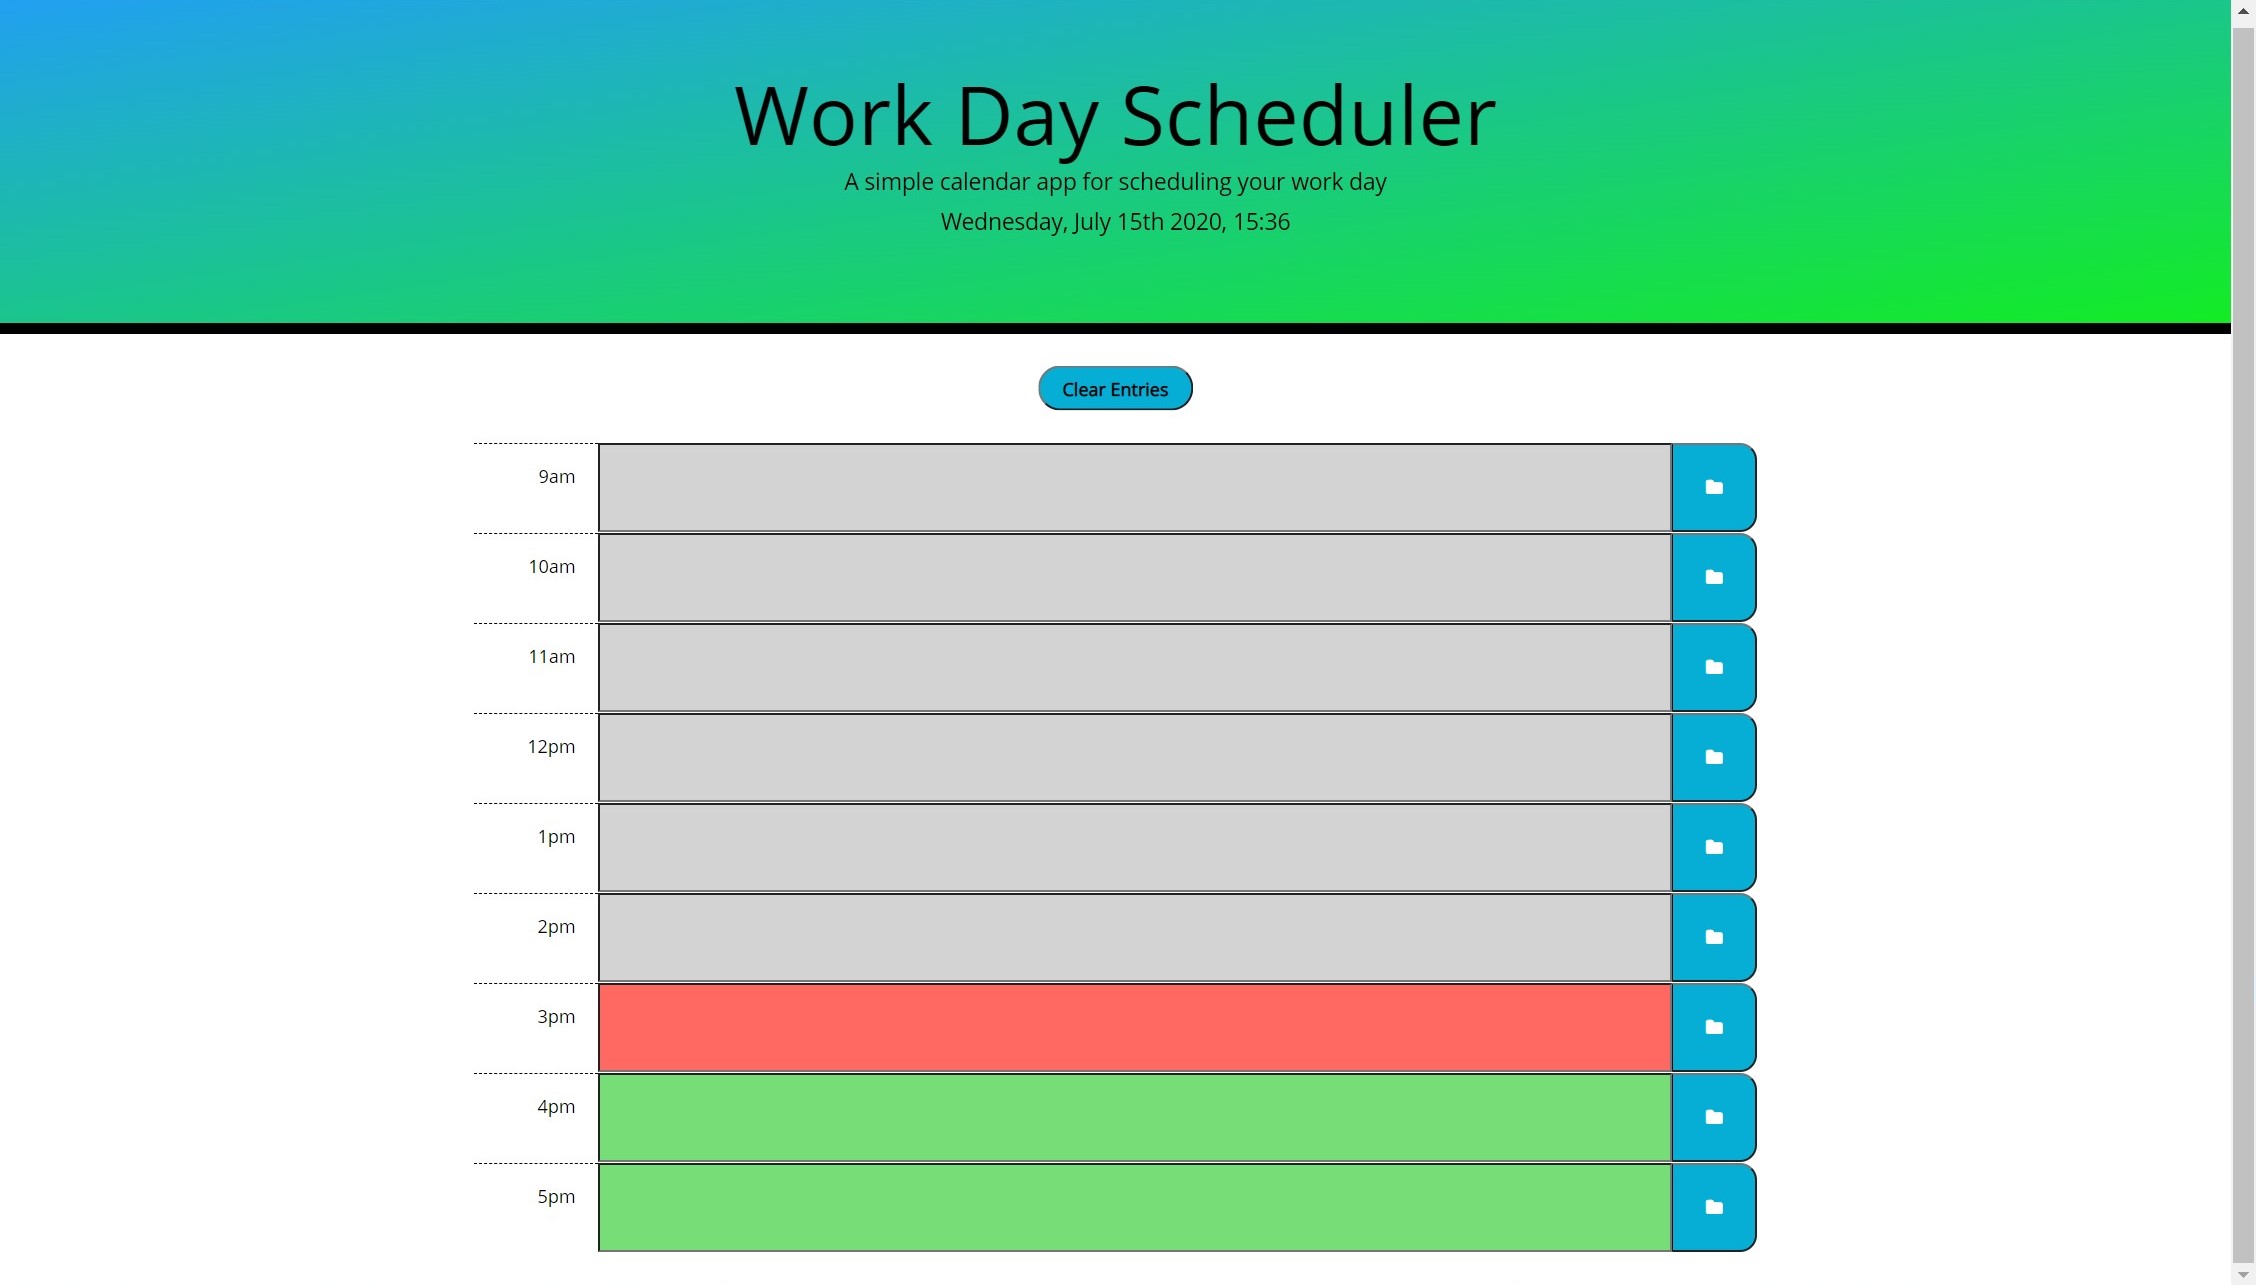 Work Day Scheduler
A simple calendar app for scheduling your work day
Wednesday, July 15th 2020, 15:36
Clear Entries
9am
10am
11am
12pm
1pm
2pm
3pm
4pm
5pm